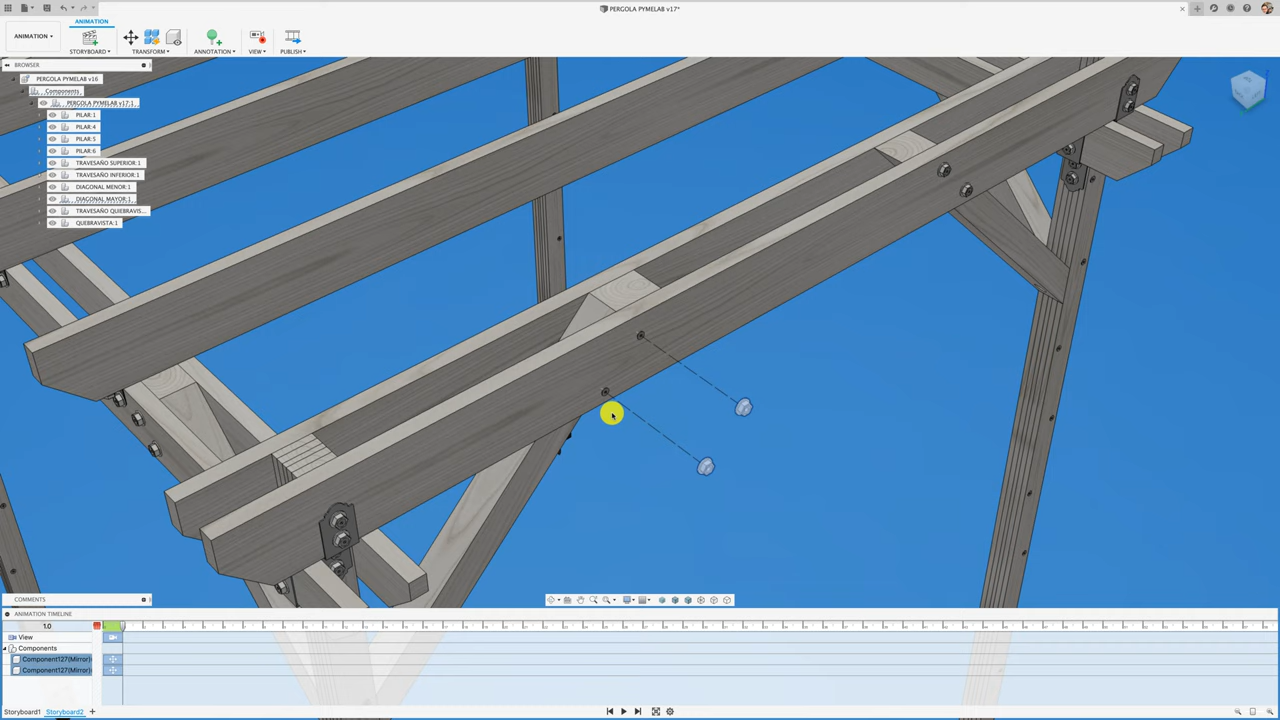 PERGOLA PYMELAB v17*
ANIMATION
ANIMATION
STORYBOARD
TRANSFORM
ANNOTATION
VIEW
PUBLISH
BROWSER
PERGOLA PYMELAB v16
Components
PERGOLA PYMELAB v17:1
PILAR:1
PILAR:4
PILAR:5
PILAR:6
TRAVESAÑO SUPERIOR:1
TRAVESAÑO INFERIOR:1
DIAGONAL MENOR:1
DIAGONAL MAYOR:1
TRAVESAÑO QUIEBRAVIS...
QUIEBRAVISTA:1
COMMENTS
ANIMATION TIMELINE
1.0
View
Components
Component127(Mirror)
Component127(Mirror)
Storyboard1
Storyboard2